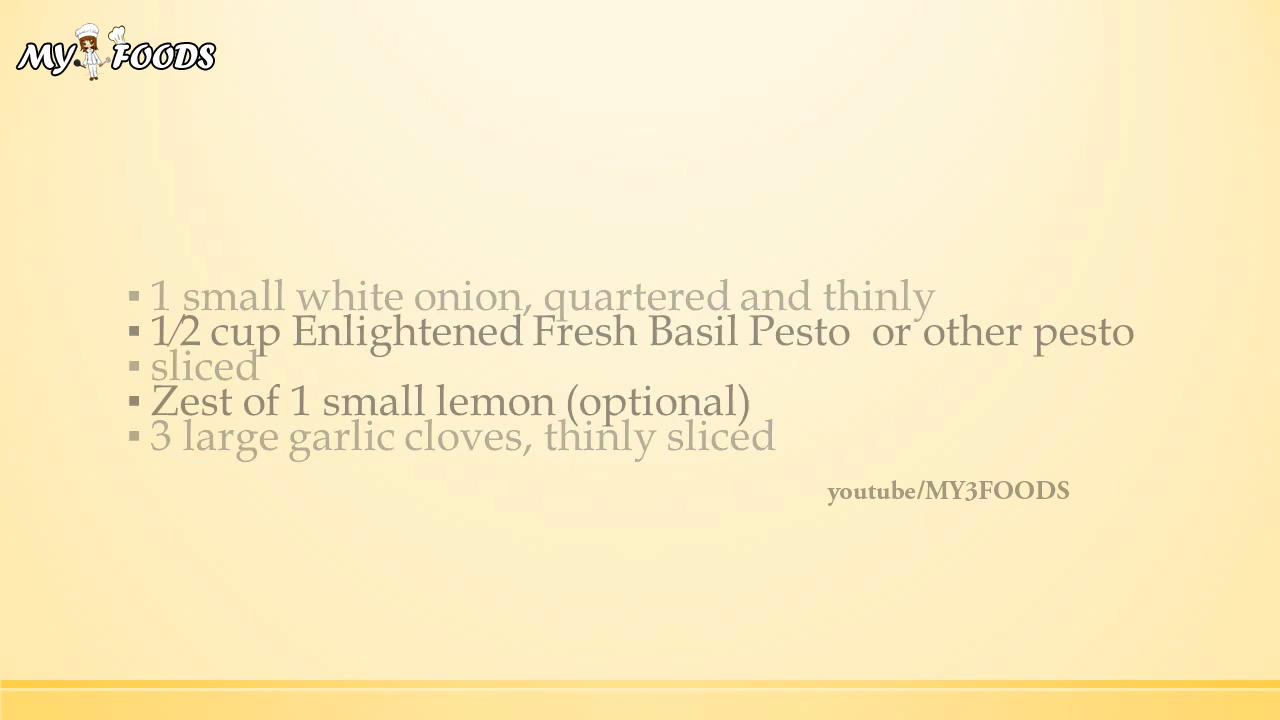 MY FOODS
▪ 1 small white onion, quartered and thinly
▪ 1/2 cup Enlightened Fresh Basil Pesto or other pesto
▪ sliced
▪ Zest of 1 small lemon (optional)
▪ 3 large garlic cloves, thinly sliced
youtube/MY3FOODS